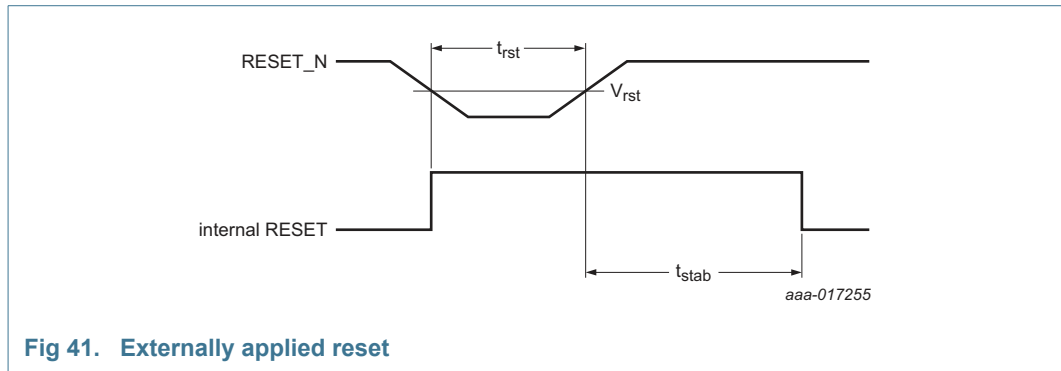 t_rst
RESET_N
V_rst
internal RESET
t_stab
aaa-017255
Fig 41. Externally applied reset